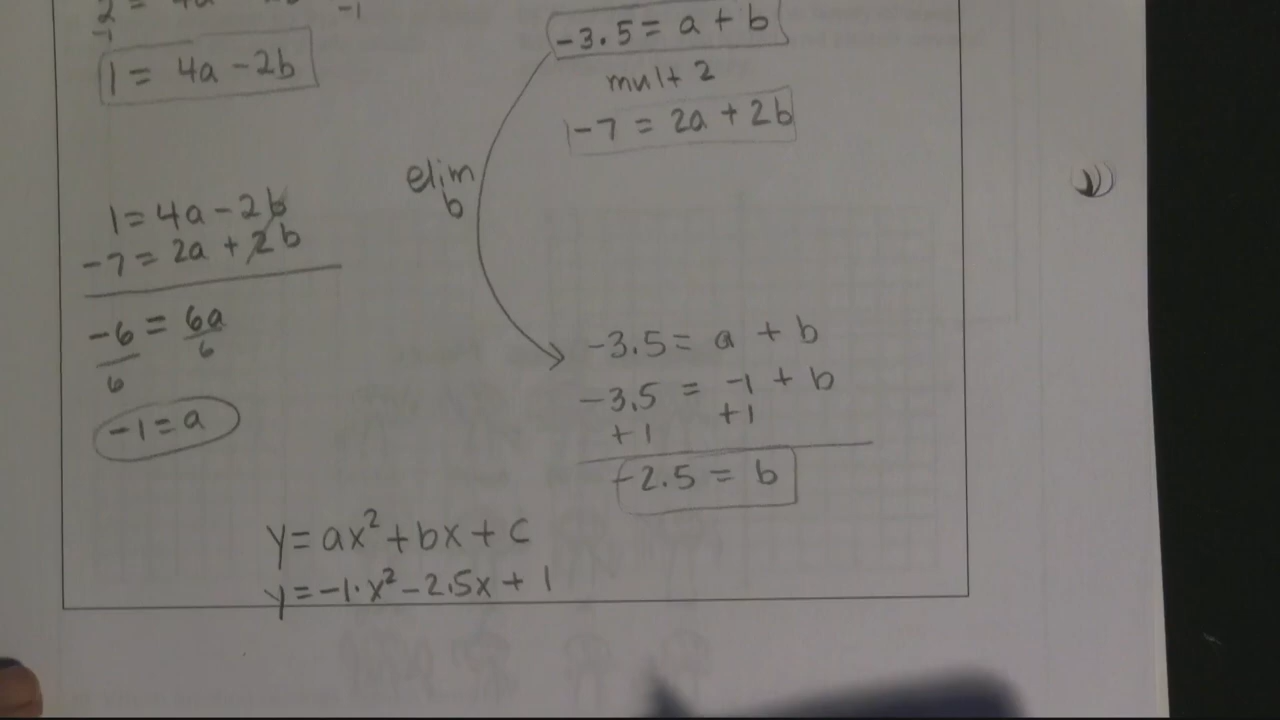 -1
1 = 4a - 2b
1 = 4a - 2b
-7 = 2a + 2b
-6 = 6a
6 6
-1 = a
-3.5 = a + b
mult 2
-7 = 2a + 2b
elim
b
-3.5 = a + b
-3.5 = -1 + b
+1 +1
-2.5 = b
y = ax² + bx + c
y = -1·x² - 2.5x + 1